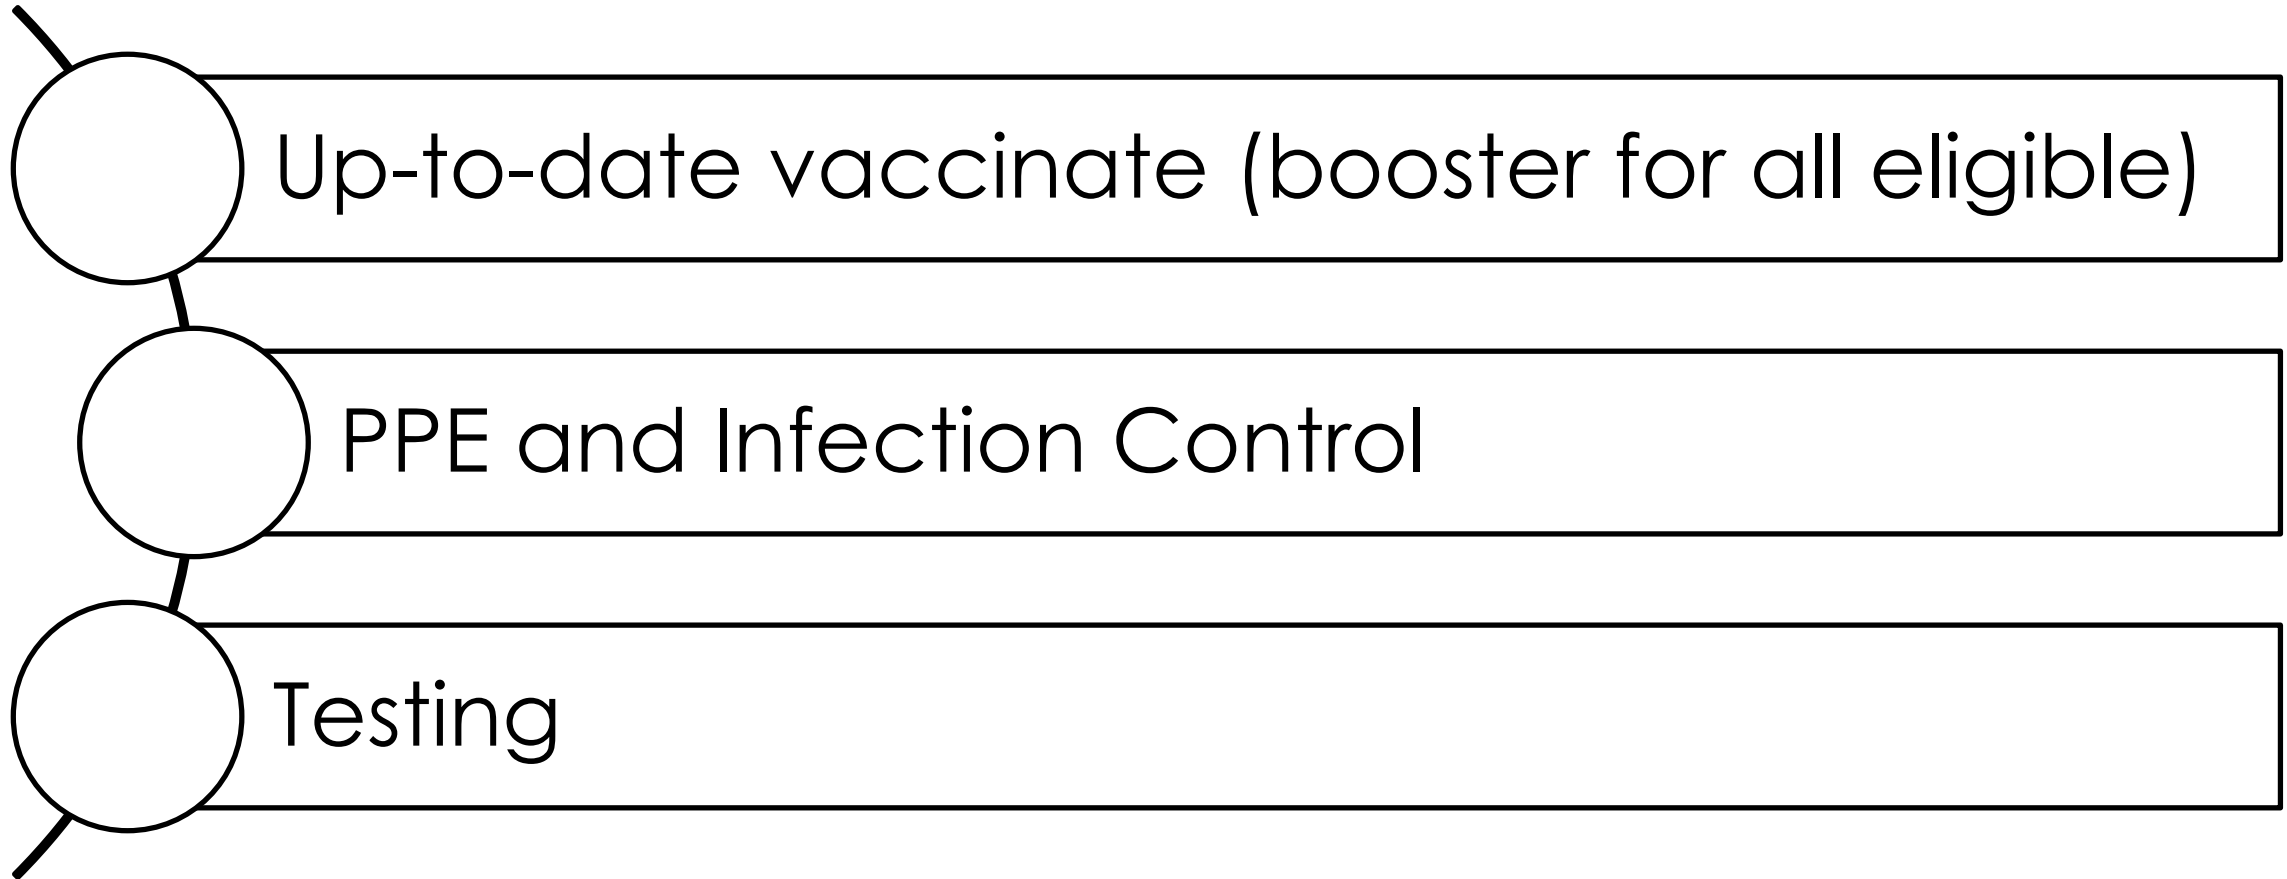 Up-to-date vaccinate (booster for all eligible)
PPE and Infection Control
Testing